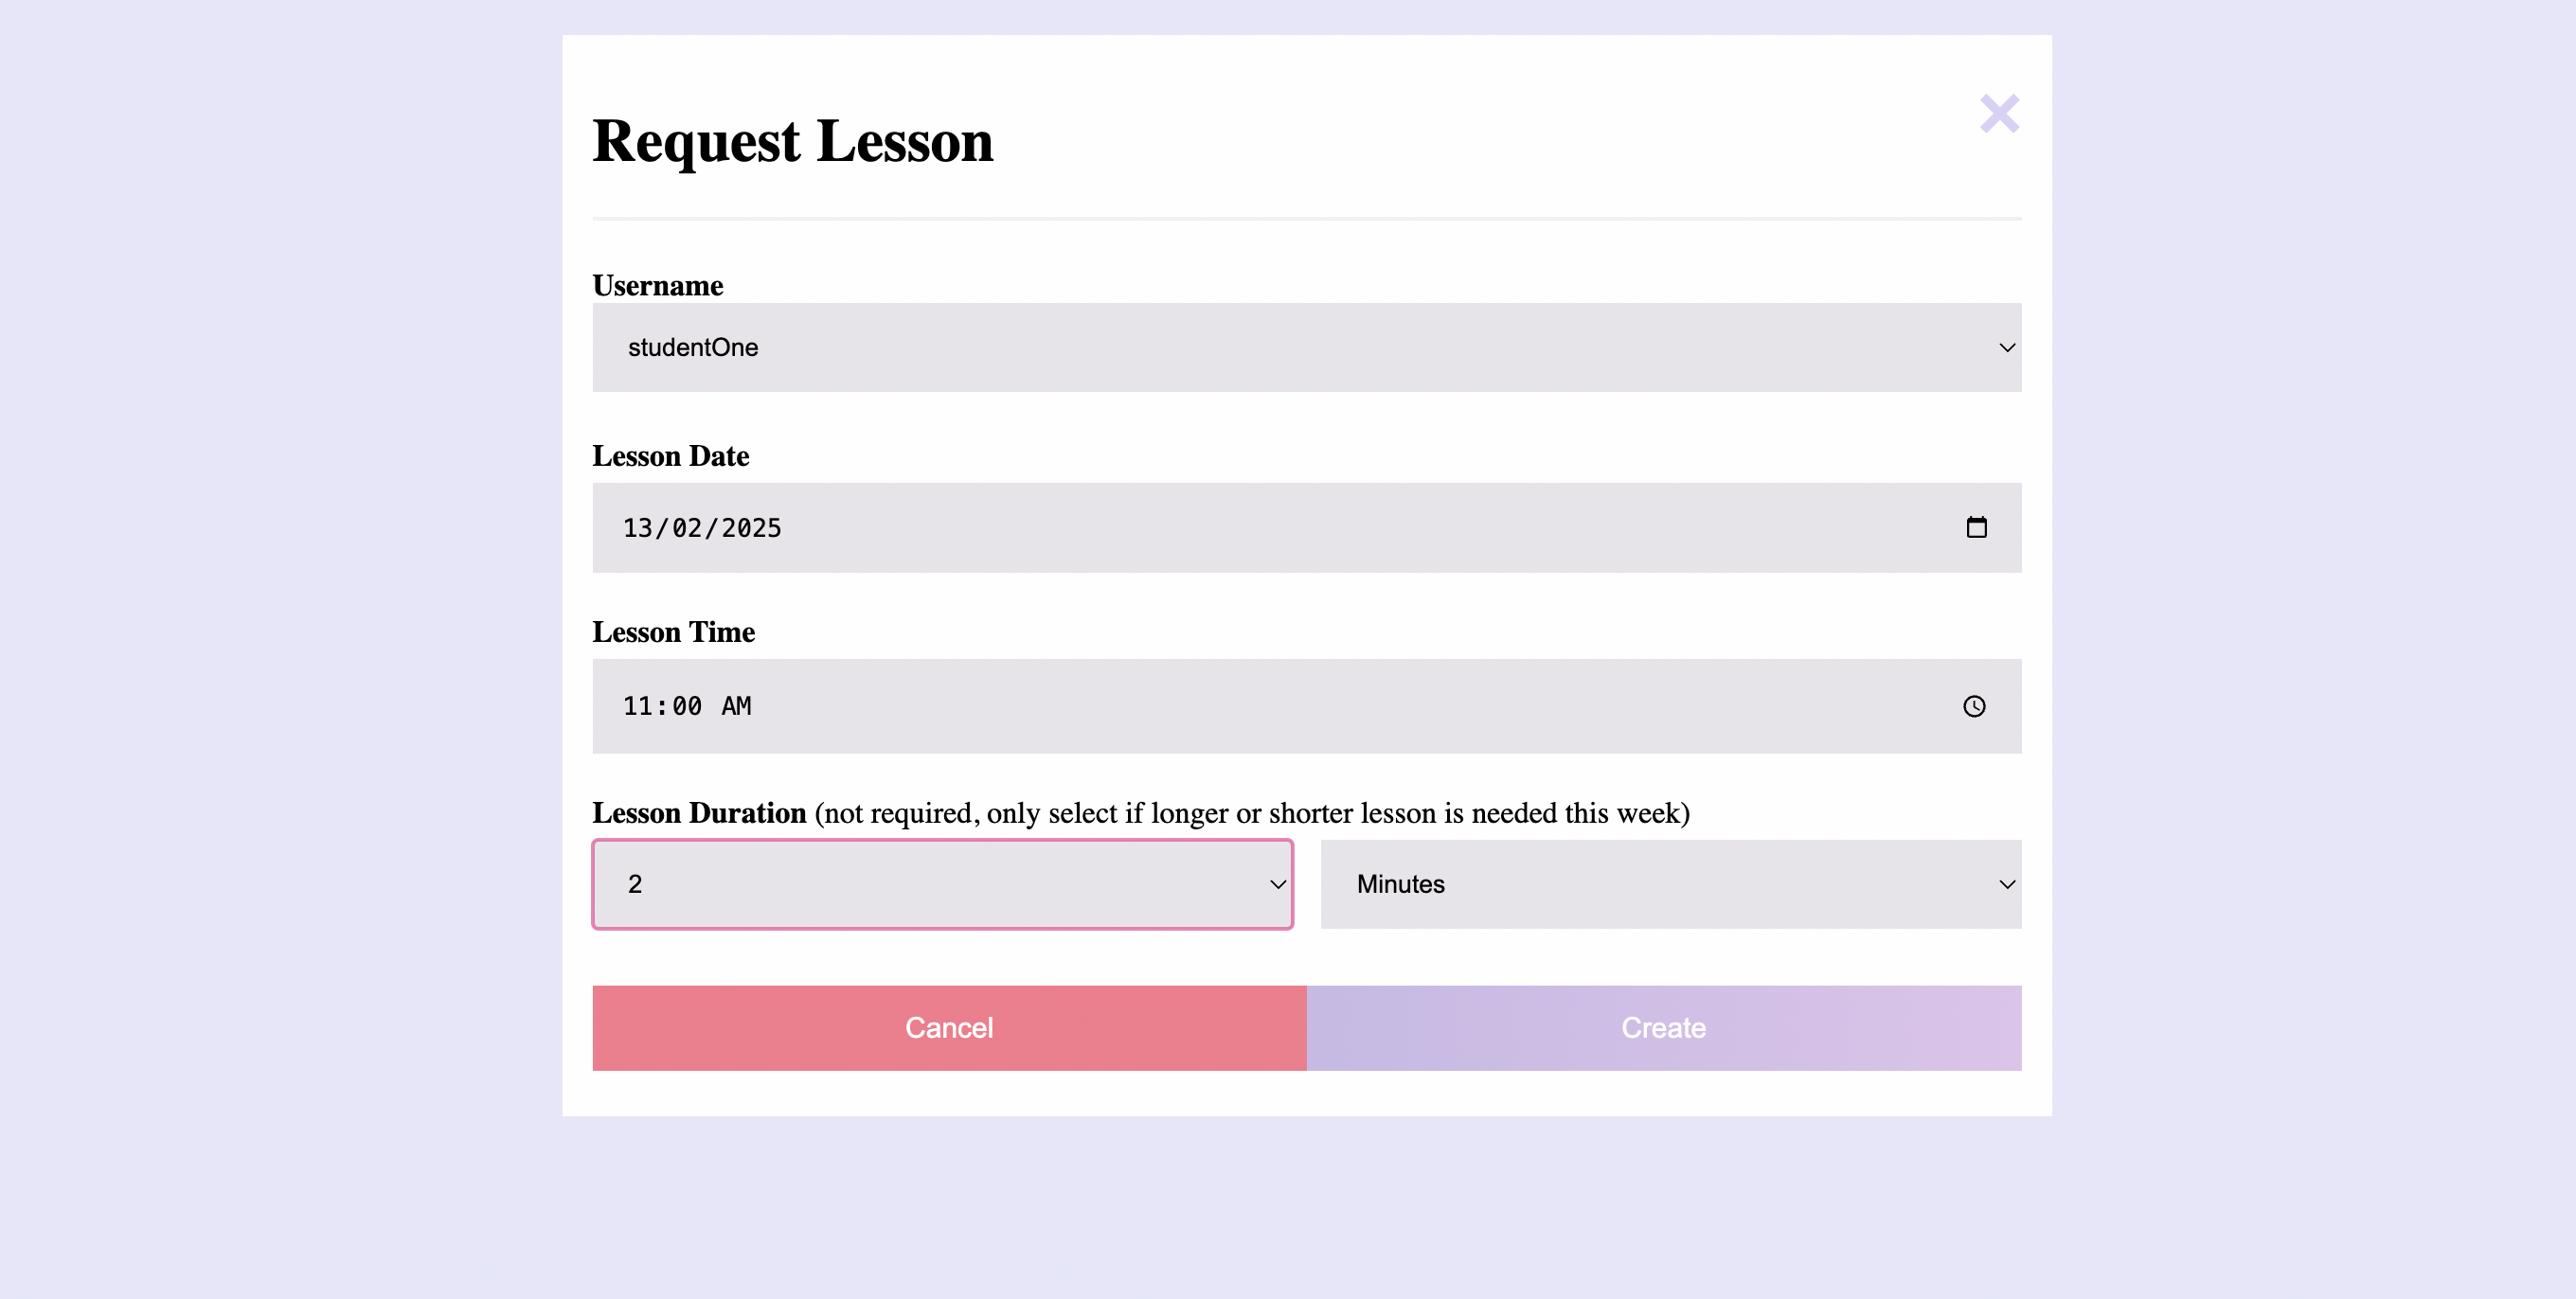 Request Lesson
Username
studentOne
Lesson Date
13/02/2025
Lesson Time
11:00 AM
Lesson Duration (not required, only select if longer or shorter lesson is needed this week)
2 Minutes
Cancel Create